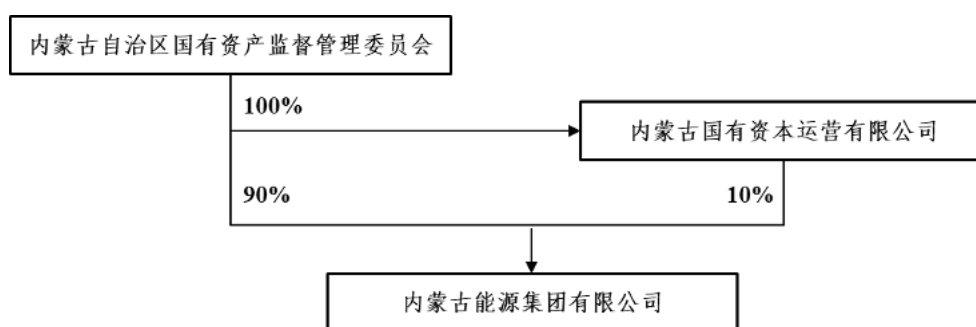 内蒙古自治区国有资产监督管理委员会
100%
内蒙古国有资本运营有限公司
90%
10%
内蒙古能源集团有限公司